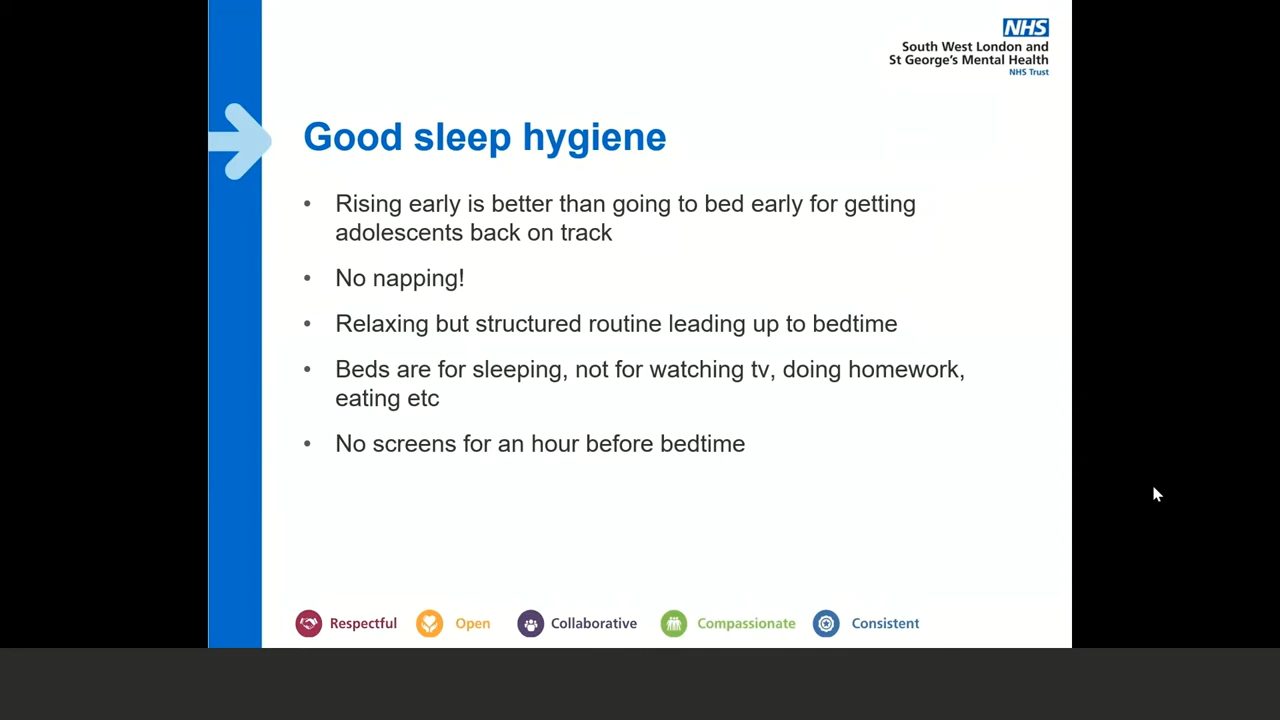 NHS
South West London and
St George's Mental Health
NHS Trust
Good sleep hygiene
• Rising early is better than going to bed early for getting
adolescents back on track
• No napping!
• Relaxing but structured routine leading up to bedtime
• Beds are for sleeping, not for watching tv, doing homework,
eating etc
• No screens for an hour before bedtime
Respectful Open Collaborative Compassionate Consistent